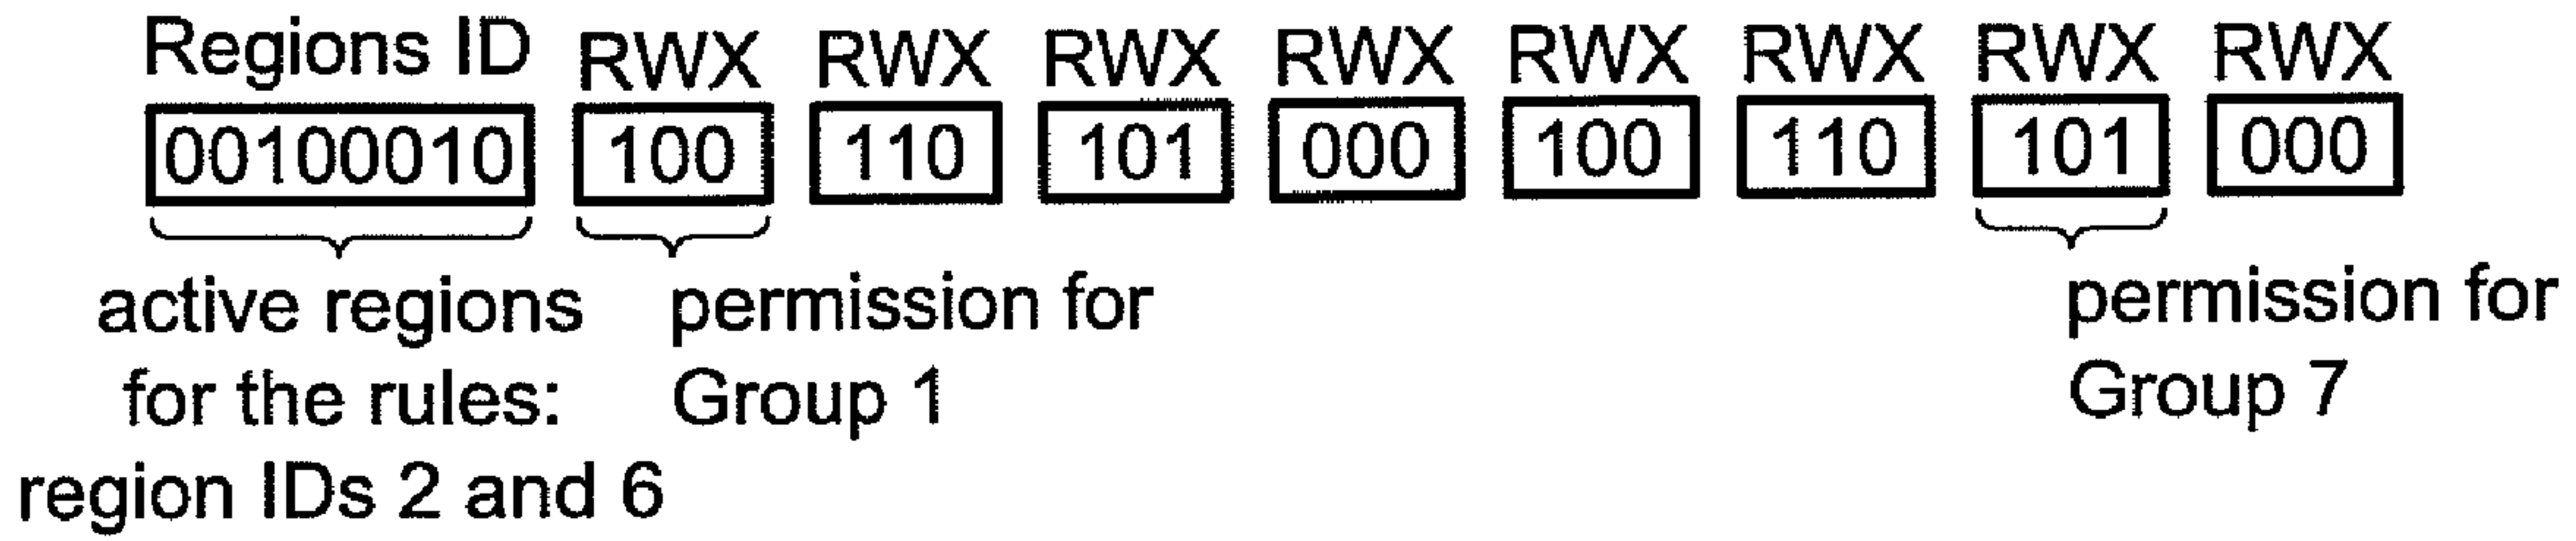 Regions ID RWX RWX RWX RWX RWX RWX RWX RWX
00100010 100 110 101 000 100 110 101 000
active regions
for the rules:
region IDs 2 and 6
permission for
Group 1
permission for
Group 7